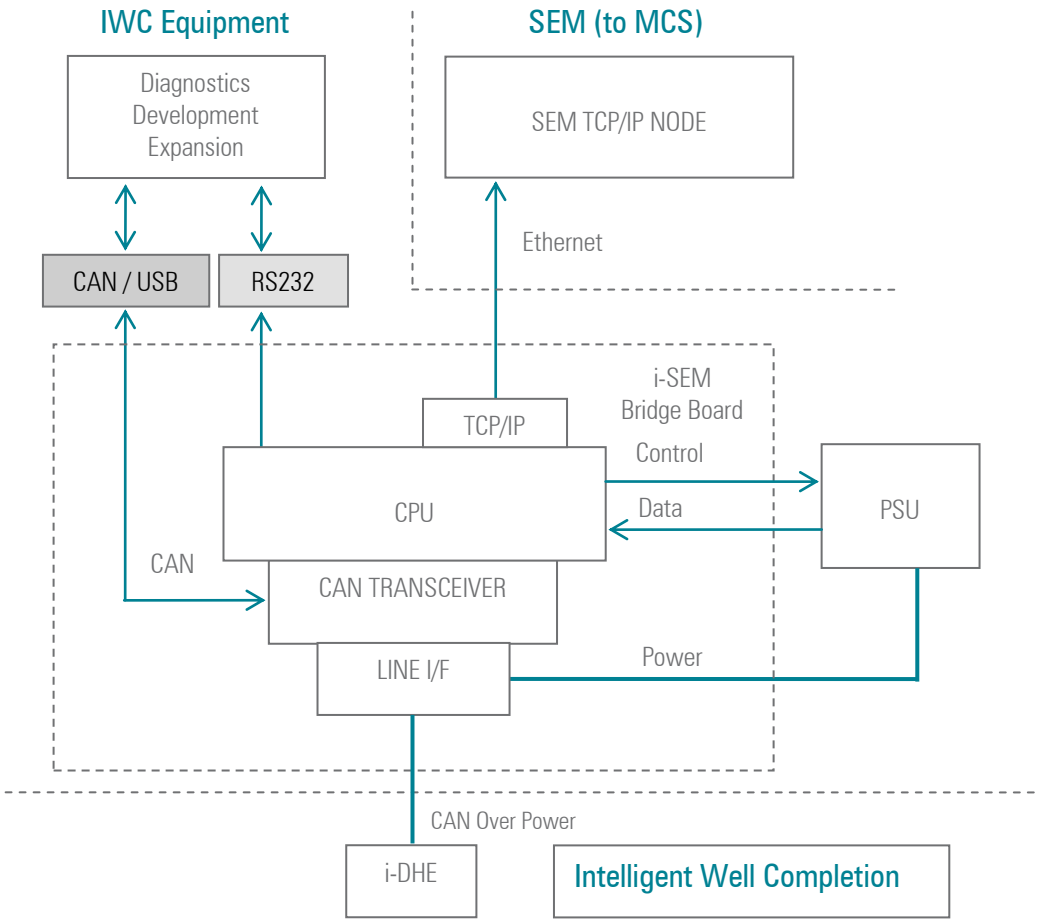 IWC Equipment
SEM (to MCS)
Diagnostics
Development
Expansion
SEM TCP/IP NODE
Ethernet
CAN / USB
RS232
i-SEM
Bridge Board
TCP/IP
Control
CPU
Data
PSU
CAN
CAN TRANSCEIVER
LINE I/F
Power
CAN Over Power
i-DHE
Intelligent Well Completion